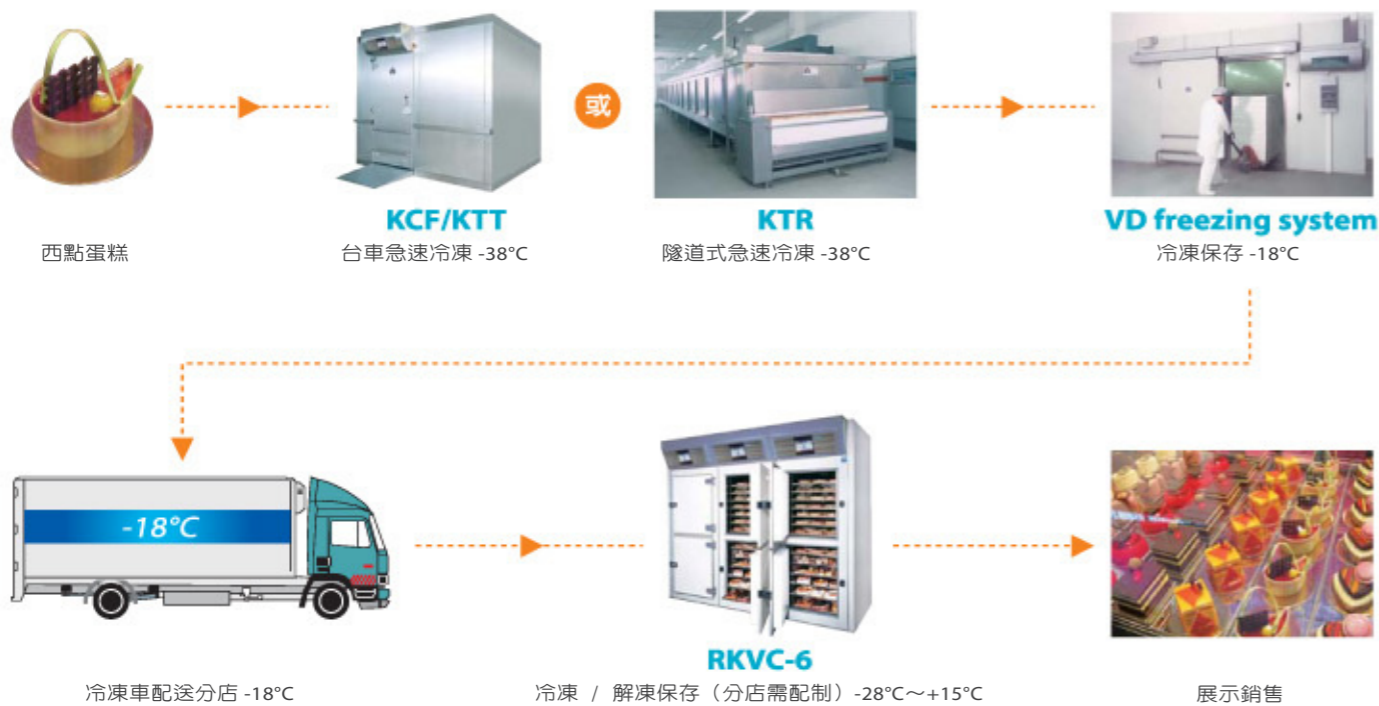 或
KCF/KTT
KTR
VD freezing system
西點蛋糕
台車急速冷凍 -38°C
隧道式急速冷凍 -38°C
冷凍保存 -18°C
-18°C
RKVC-6
冷凍車配送分店 -18°C
冷凍 / 解凍保存（分店需配制）-28°C～+15°C
展示銷售